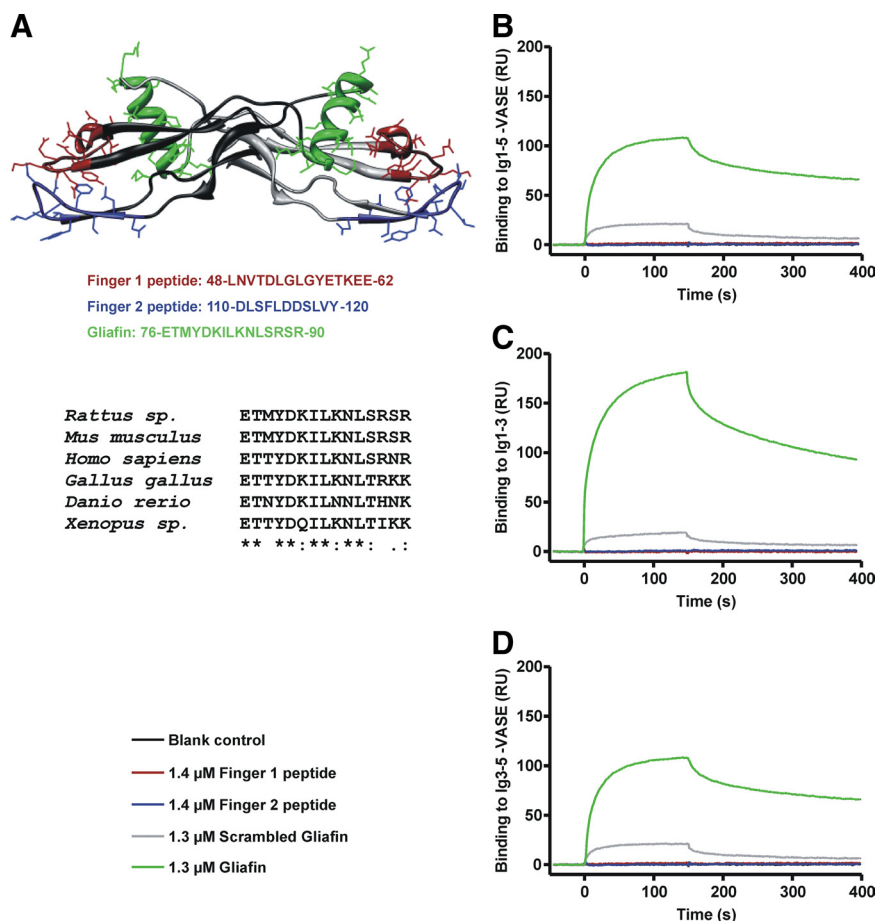 A
Finger 1 peptide: 48-LNVTDLGLGYETKEE-62
Finger 2 peptide: 110-DLSFLDDSLVY-120
Gliafin: 76-ETMYDKILKNLSRSR-90
Rattus sp. ETMYDKILKNLSRSR
Mus musculus ETMYDKILKNLSRSR
Homo sapiens ETTYDKILKNLSRNR
Gallus gallus ETTYDKILKNLTRKK
Danio rerio ETNYDKILNNLTHNK
Xenopus sp. ETTYDQILKNLTIKK
** **:**:**: .:
Blank control
1.4 µM Finger 1 peptide
1.4 µM Finger 2 peptide
1.3 µM Scrambled Gliafin
1.3 µM Gliafin
B
Binding to Ig1-5 -VASE (RU)
200
150
100
50
0
0 100 200 300 400
Time (s)
C
Binding to Ig1-3 (RU)
200
150
100
50
0
0 100 200 300 400
Time (s)
D
Binding to Ig3-5 -VASE (RU)
200
150
100
50
0
0 100 200 300 400
Time (s)